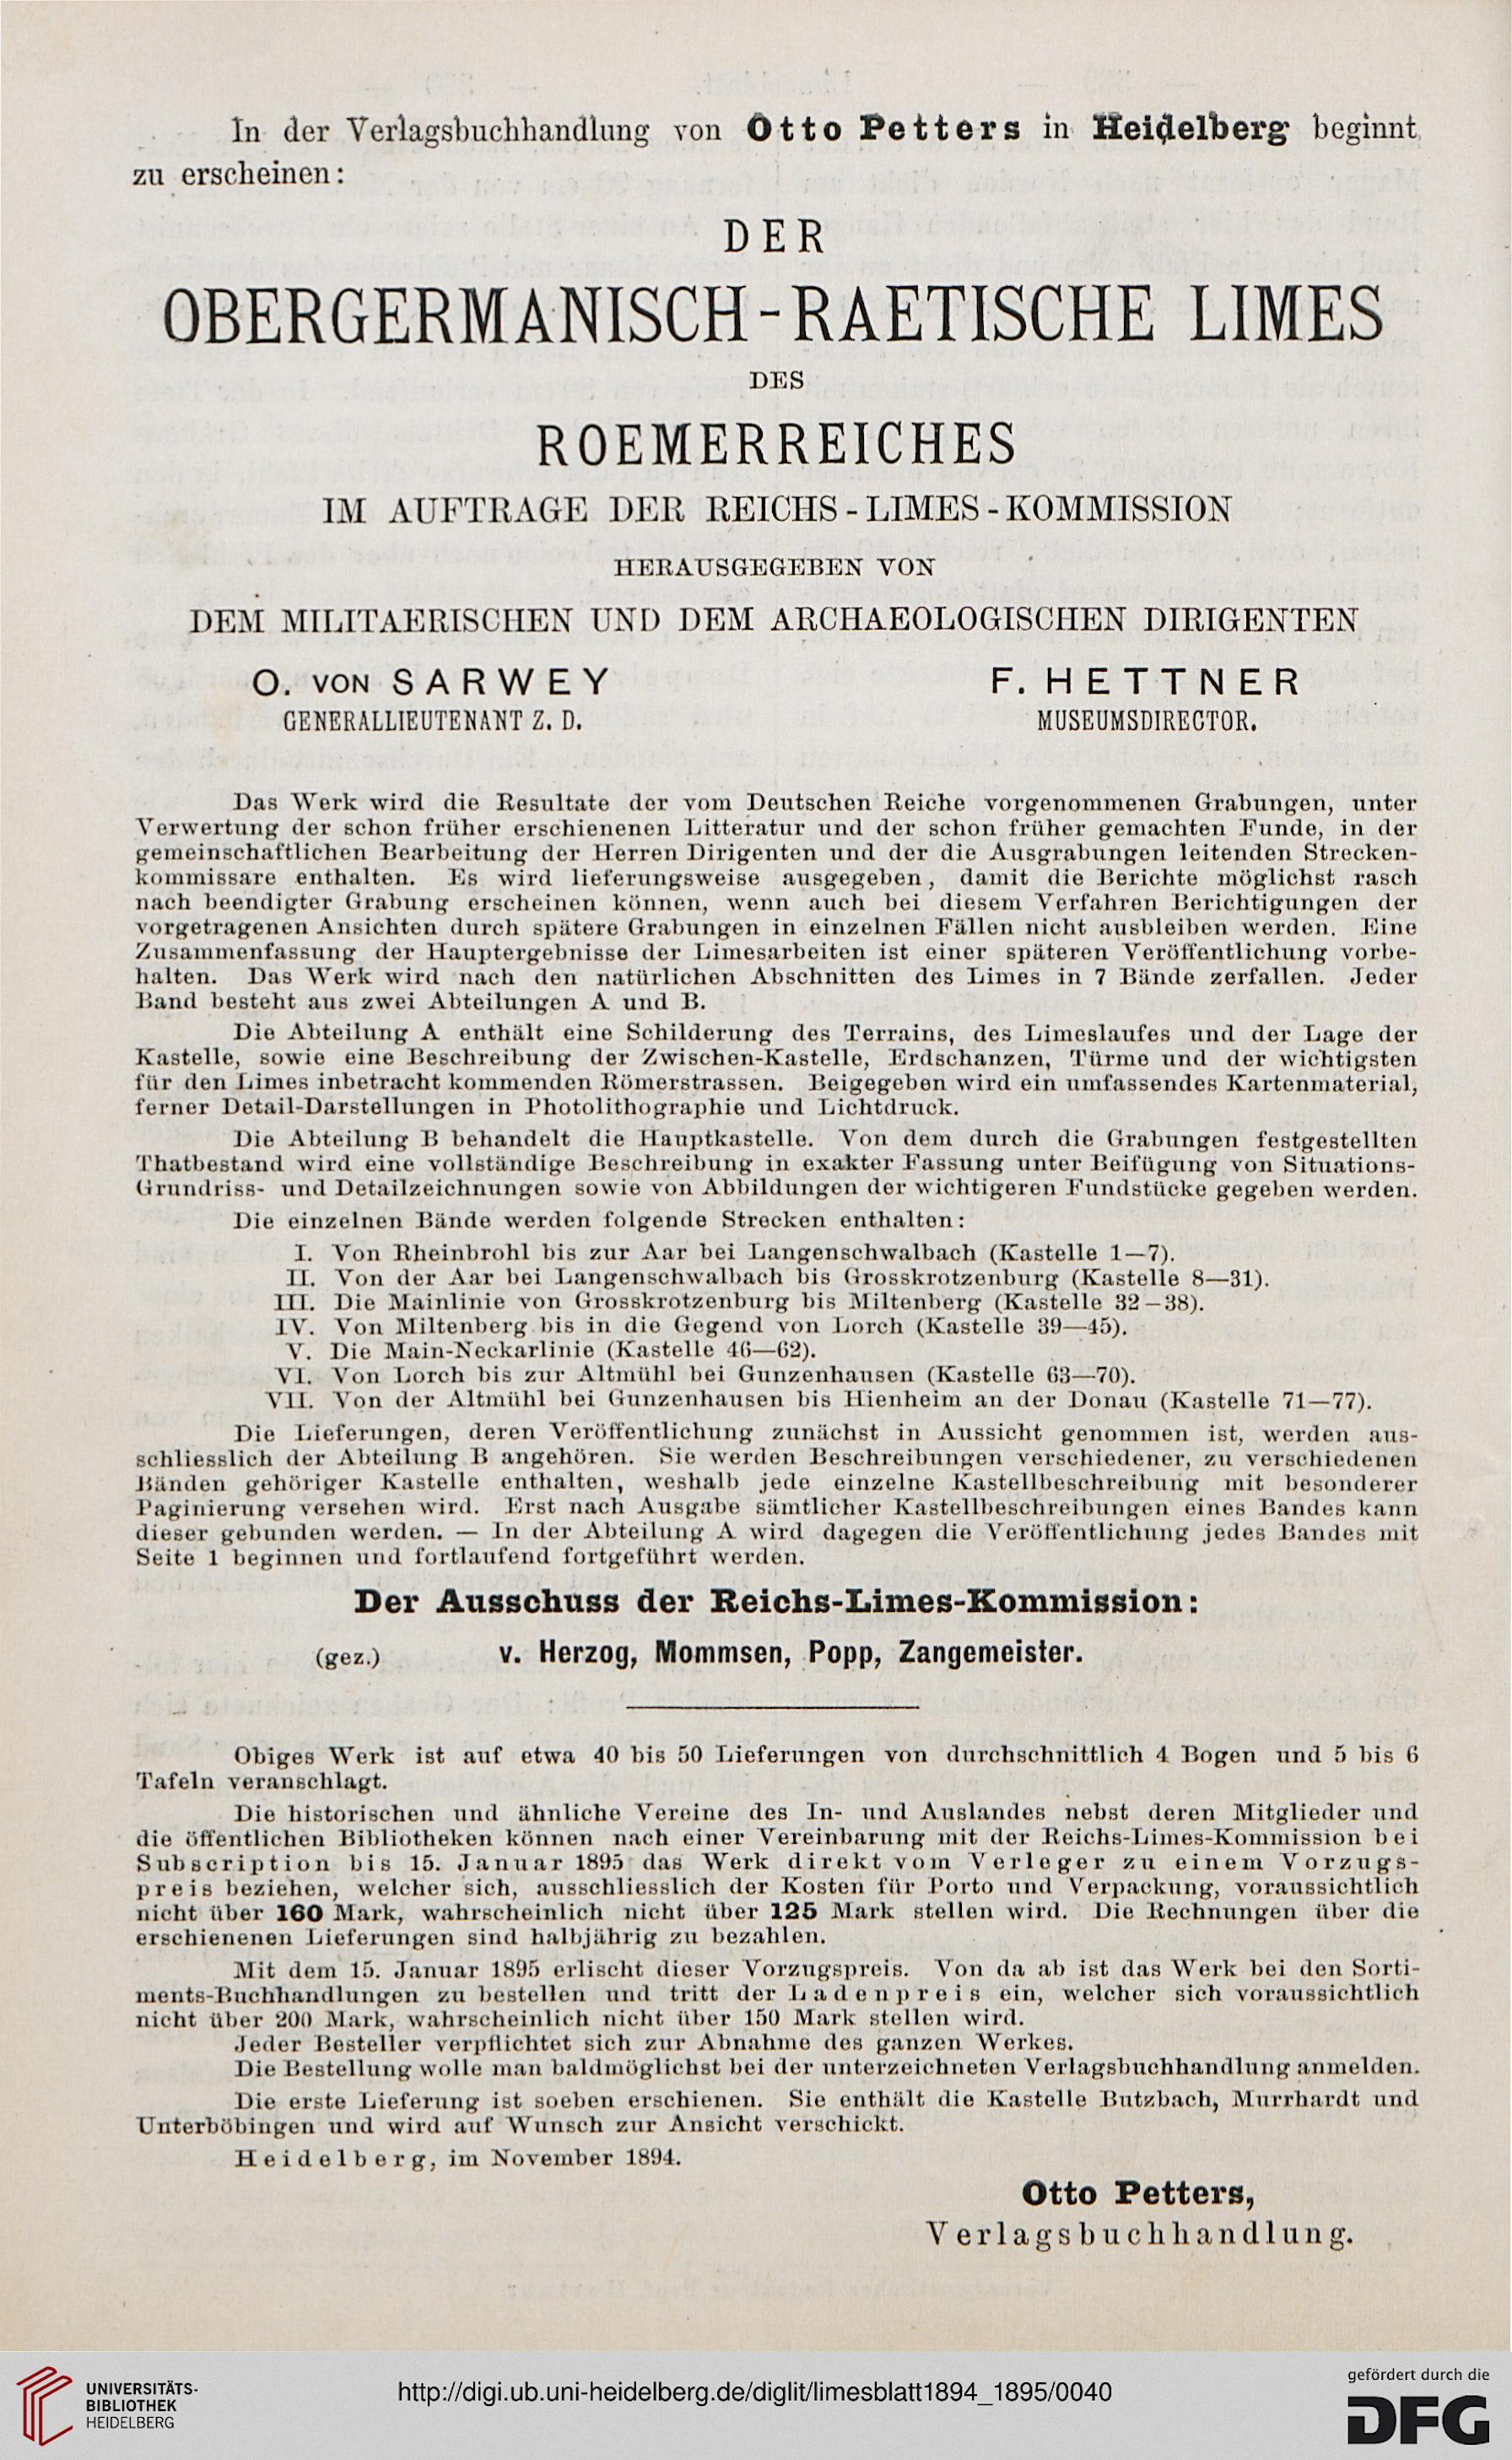 In der Verlagsbuchhandlung von Otto Petters in Heidelberg beginnt
zu erscheinen:
DER
OBERGERMANISCH-RAETISCHE LIMES
DES
ROEMERREICHES
IM AUFTRAGE DER REICHS-LIMES-KOMMISSION
HERAUSGEGEBEN VON
DEM MILITAERISCHEN UND DEM ARCHAEOLOGISCHEN DIRIGENTEN
O. VON SARWEY F. HETTNER
GENERALLIEUTENANT Z. D. MUSEUMSDIRECTOR.
Das Werk wird die Resultate der vom Deutschen Reiche vorgenommenen Grabungen, unter
Verwertung der schon früher erschienenen Litteratur und der schon früher gemachten Funde, in der
gemeinschaftlichen Bearbeitung der Herren Dirigenten und der die Ausgrabungen leitenden Strecken-
kommissare enthalten. Es wird lieferungsweise ausgegeben, damit die Berichte möglichst rasch
nach beendigter Grabung erscheinen können, wenn auch bei diesem Verfahren Berichtigungen der
vorgetragenen Ansichten durch spätere Grabungen in einzelnen Fällen nicht ausbleiben werden. Eine
Zusammenfassung der Hauptergebnisse der Limesarbeiten ist einer späteren Veröffentlichung vorbe-
halten. Das Werk wird nach den natürlichen Abschnitten des Limes in 7 Bände zerfallen. Jeder
Band besteht aus zwei Abteilungen A und B.
Die Abteilung A enthält eine Schilderung des Terrains, des Limeslaufes und der Lage der
Kastelle, sowie eine Beschreibung der Zwischen-Kastelle, Erdschanzen, Türme und der wichtigsten
für den Limes inbetracht kommenden Römerstrassen. Beigegeben wird ein umfassendes Kartenmaterial,
ferner Detail-Darstellungen in Photolithographie und Lichtdruck.
Die Abteilung B behandelt die Hauptkastelle. Von dem durch die Grabungen festgestellten
Thatbestand wird eine vollständige Beschreibung in exakter Fassung unter Beifügung von Situations-
Grundriss- und Detailzeichnungen sowie von Abbildungen der wichtigeren Fundstücke gegeben werden.
Die einzelnen Bände werden folgende Strecken enthalten:
I. Von Rheinbrohl bis zur Aar bei Langenschwalbach (Kastelle 1—7).
II. Von der Aar bei Langenschwalbach bis Grosskrotzenburg (Kastelle 8—31).
III. Die Mainlinie von Grosskrotzenburg bis Miltenberg (Kastelle 32—38).
IV. Von Miltenberg bis in die Gegend von Lorch (Kastelle 39—45).
V. Die Main-Neckarlinie (Kastelle 46—62).
VI. Von Lorch bis zur Altmühl bei Gunzenhausen (Kastelle 63—70).
VII. Von der Altmühl bei Gunzenhausen bis Hienheim an der Donau (Kastelle 71—77).
Die Lieferungen, deren Veröffentlichung zunächst in Aussicht genommen ist, werden aus-
schliesslich der Abteilung B angehören. Sie werden Beschreibungen verschiedener, zu verschiedenen
Bänden gehöriger Kastelle enthalten, weshalb jede einzelne Kastellbeschreibung mit besonderer
Paginierung versehen wird. Erst nach Ausgabe sämtlicher Kastellbeschreibungen eines Bandes kann
dieser gebunden werden. — In der Abteilung A wird dagegen die Veröffentlichung jedes Bandes mit
Seite 1 beginnen und fortlaufend fortgeführt werden.
Der Ausschuss der Reichs-Limes-Kommission:
(gez.) v. Herzog, Mommsen, Popp, Zangemeister.
Obiges Werk ist auf etwa 40 bis 50 Lieferungen von durchschnittlich 4 Bogen und 5 bis 6
Tafeln veranschlagt.
Die historischen und ähnliche Vereine des In- und Auslandes nebst deren Mitglieder und
die öffentlichen Bibliotheken können nach einer Vereinbarung mit der Reichs-Limes-Kommission bei
Subscription bis 15. Januar 1895 das Werk direkt vom Verleger zu einem Vorzugs-
preis beziehen, welcher sich, ausschliesslich der Kosten für Porto und Verpackung, voraussichtlich
nicht über 160 Mark, wahrscheinlich nicht über 125 Mark stellen wird. Die Rechnungen über die
erschienenen Lieferungen sind halbjährig zu bezahlen.
Mit dem 15. Januar 1895 erlischt dieser Vorzugspreis. Von da ab ist das Werk bei den Sorti-
ments-Buchhandlungen zu bestellen und tritt der Ladenpreis ein, welcher sich voraussichtlich
nicht über 200 Mark, wahrscheinlich nicht über 150 Mark stellen wird.
Jeder Besteller verpflichtet sich zur Abnahme des ganzen Werkes.
Die Bestellung wolle man baldmöglichst bei der unterzeichneten Verlagsbuchhandlung anmelden.
Die erste Lieferung ist soeben erschienen. Sie enthält die Kastelle Butzbach, Murrhardt und
Unterböbingen und wird auf Wunsch zur Ansicht verschickt.
Heidelberg, im November 1894.
Otto Petters,
Verlagsbuchhandlung.
UNIVERSITÄTS-
BIBLIOTHEK
HEIDELBERG
http://digi.ub.uni-heidelberg.de/diglit/limesblatt1894_1895/0040
gefördert durch die
DFG